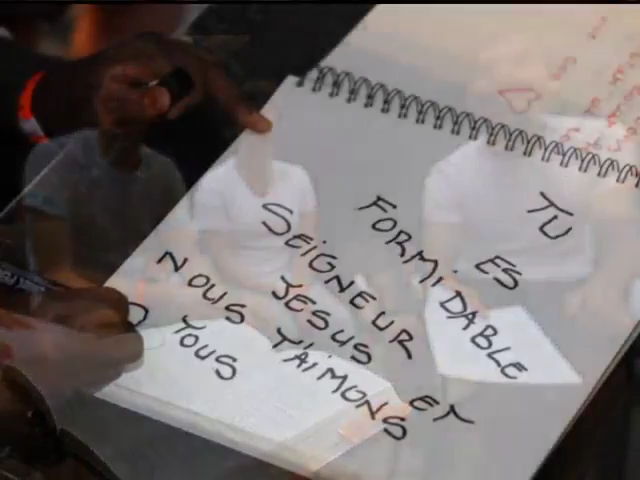 TU ES
FORMiDABLE
SEiGNEUR
JESUS ET
NOUS T'AiMONS
TOUS